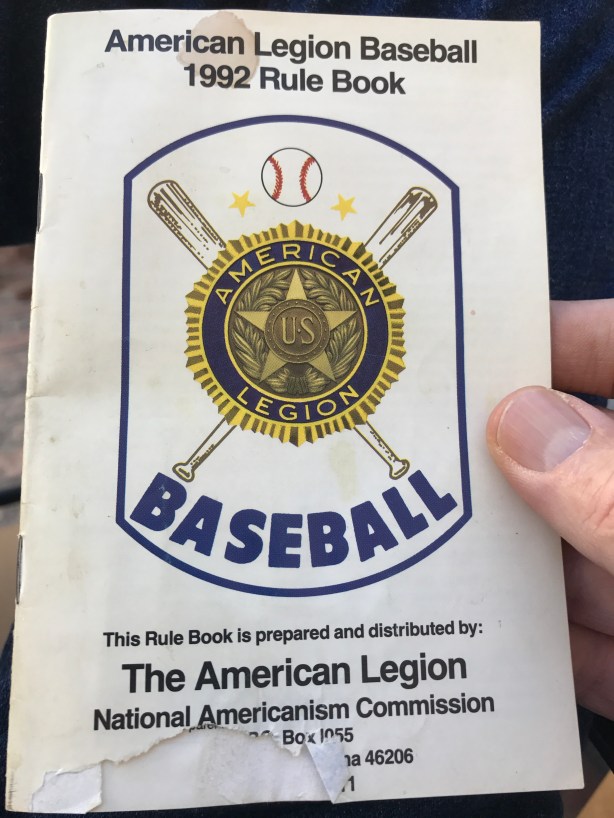 American Legion Baseball
1992 Rule Book
AMERICAN
U.S
LEGION
BASEBALL
This Rule Book is prepared and distributed by:
The American Legion
National Americanism Commission
Box 1055
46206